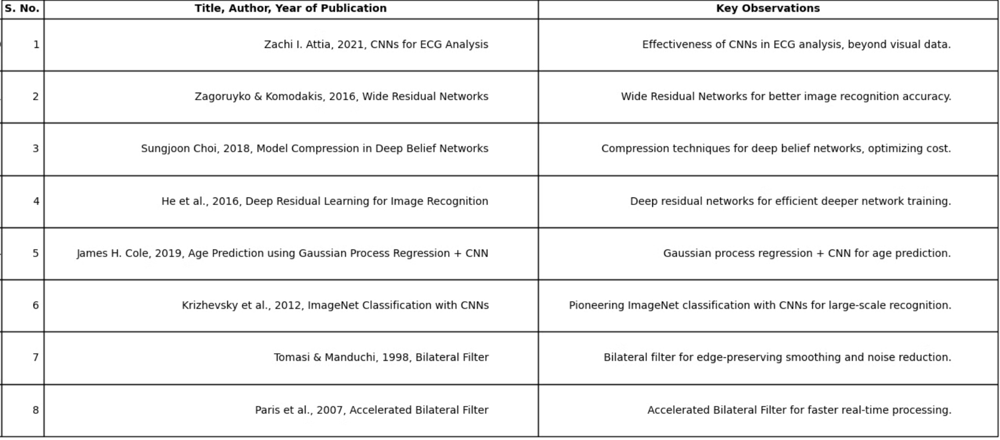 S. No. Title, Author, Year of Publication Key Observations
1 Zachi I. Attia, 2021, CNNs for ECG Analysis Effectiveness of CNNs in ECG analysis, beyond visual data.
2 Zagoruyko & Komodakis, 2016, Wide Residual Networks Wide Residual Networks for better image recognition accuracy.
3 Sungjoon Choi, 2018, Model Compression in Deep Belief Networks Compression techniques for deep belief networks, optimizing cost.
4 He et al., 2016, Deep Residual Learning for Image Recognition Deep residual networks for efficient deeper network training.
5 James H. Cole, 2019, Age Prediction using Gaussian Process Regression + CNN Gaussian process regression + CNN for age prediction.
6 Krizhevsky et al., 2012, ImageNet Classification with CNNs Pioneering ImageNet classification with CNNs for large-scale recognition.
7 Tomasi & Manduchi, 1998, Bilateral Filter Bilateral filter for edge-preserving smoothing and noise reduction.
8 Paris et al., 2007, Accelerated Bilateral Filter Accelerated Bilateral Filter for faster real-time processing.